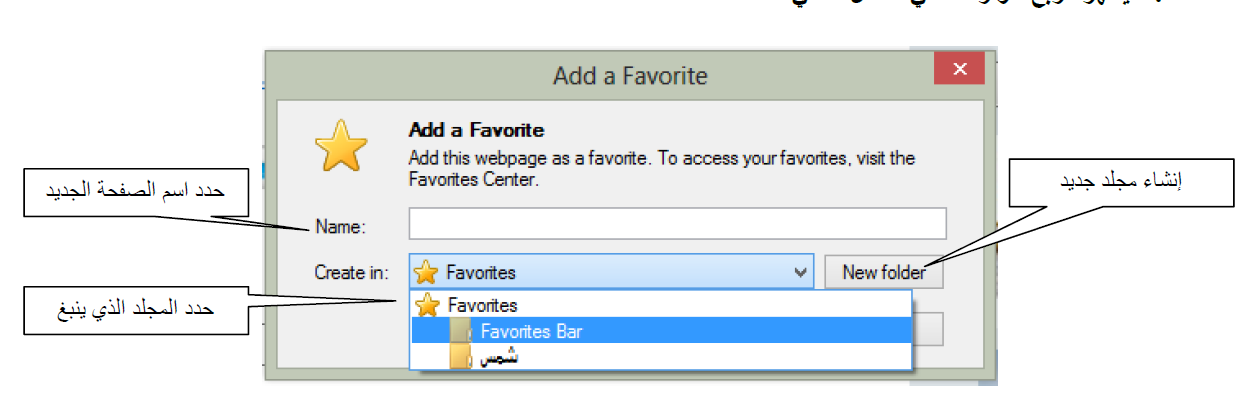 Add a Favorite
Add a Favorite
Add this webpage as a favorite. To access your favorites, visit the
Favorites Center.
إنشاء مجلد جديد
حدد اسم الصفحة الجديد
Name:
Create in:
Favorites
New folder
Favorites
حدد المجلد الذي ينبغ
Favorites Bar
شمس